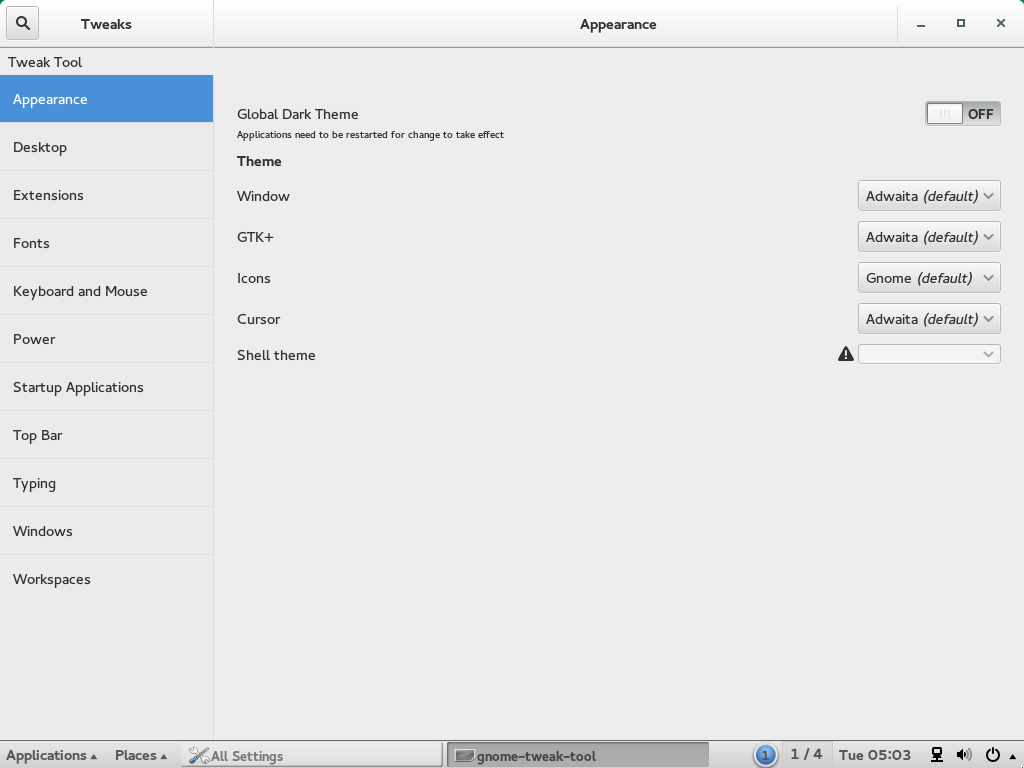 Tweaks
Appearance
Tweak Tool
Appearance
Desktop
Extensions
Fonts
Keyboard and Mouse
Power
Startup Applications
Top Bar
Typing
Windows
Workspaces
Global Dark Theme
OFF
Applications need to be restarted for change to take effect
Theme
Window
Adwaita (default)
GTK+
Adwaita (default)
Icons
Gnome (default)
Cursor
Adwaita (default)
Shell theme
Applications Places All Settings gnome-tweak-tool 1 1 / 4 Tue 05:03